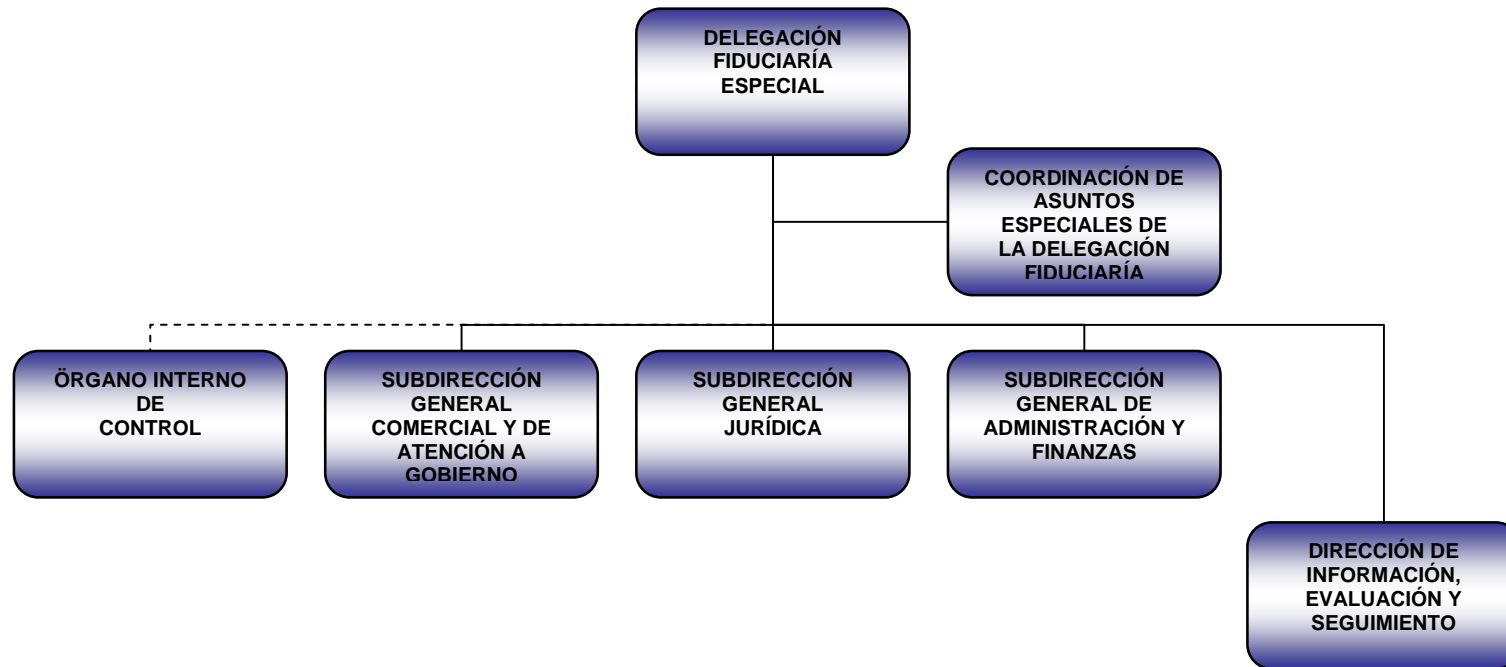 DELEGACIÓN
FIDUCIARÍA
ESPECIAL
COORDINACIÓN DE
ASUNTOS
ESPECIALES DE
LA DELEGACIÓN
FIDUCIARÍA
ÖRGANO INTERNO
DE
CONTROL
SUBDIRECCIÓN
GENERAL
COMERCIAL Y DE
ATENCIÓN A
GOBIERNO
SUBDIRECCIÓN
GENERAL
JURÍDICA
SUBDIRECCIÓN
GENERAL DE
ADMINISTRACIÓN Y
FINANZAS
DIRECCIÓN DE
INFORMACIÓN,
EVALUACIÓN Y
SEGUIMIENTO